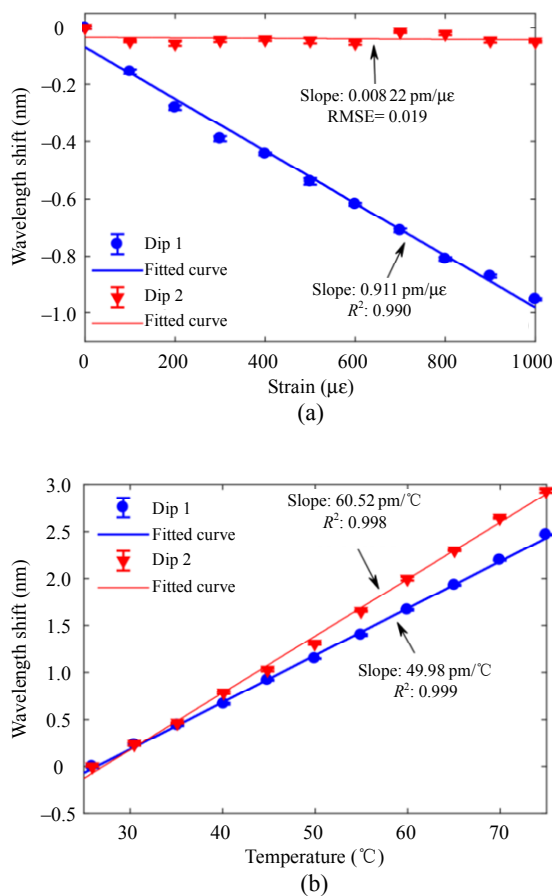 −0
−0.2
−0.4
−0.6
−0.8
−1.0
Wavelength shift (nm)
Slope: 0.008 22 pm/με
RMSE= 0.019
Dip 1
Fitted curve
Dip 2
Fitted curve
Slope: 0.911 pm/με
R²: 0.990
0 200 400 600 800 1000
Strain (με)
(a)
3.0
2.5
2.0
1.5
1.0
0.5
0
−0.5
Wavelength shift (nm)
Dip 1
Fitted curve
Dip 2
Fitted curve
Slope: 60.52 pm/℃
R²: 0.998
Slope: 49.98 pm/℃
R²: 0.999
30 40 50 60 70
Temperature (℃)
(b)